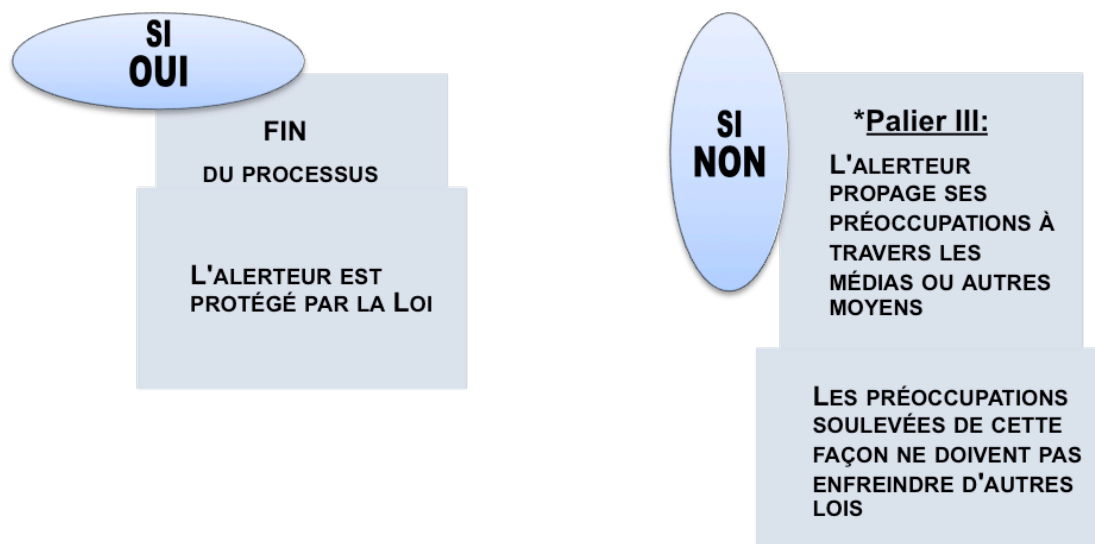 SI
OUI
FIN
DU PROCESSUS
L'ALERTEUR EST
PROTÉGÉ PAR LA LOI
SI
NON
*Palier III:
L'ALERTEUR
PROPAGE SES
PRÉOCCUPATIONS À
TRAVERS LES
MÉDIAS OU AUTRES
MOYENS
LES PRÉOCCUPATIONS
SOULEVÉES DE CETTE
FAÇON NE DOIVENT PAS
ENFREINDRE D'AUTRES
LOIS